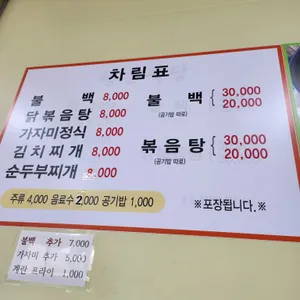 차림표
불 백 8,000
닭볶음탕 8,000
가자미정식 8,000
김치찌개 8,000
순두부찌개 8,000
불 백 { 30,000
(공기밥 따로) 20,000
볶음탕 { 30,000
(공기밥 따로) 20,000
주류 4,000 음료수 2,000 공기밥 1,000
※포장됩니다.※
불백 추가 7,000
가자미 추가 5,000
계란 프라이 1,000